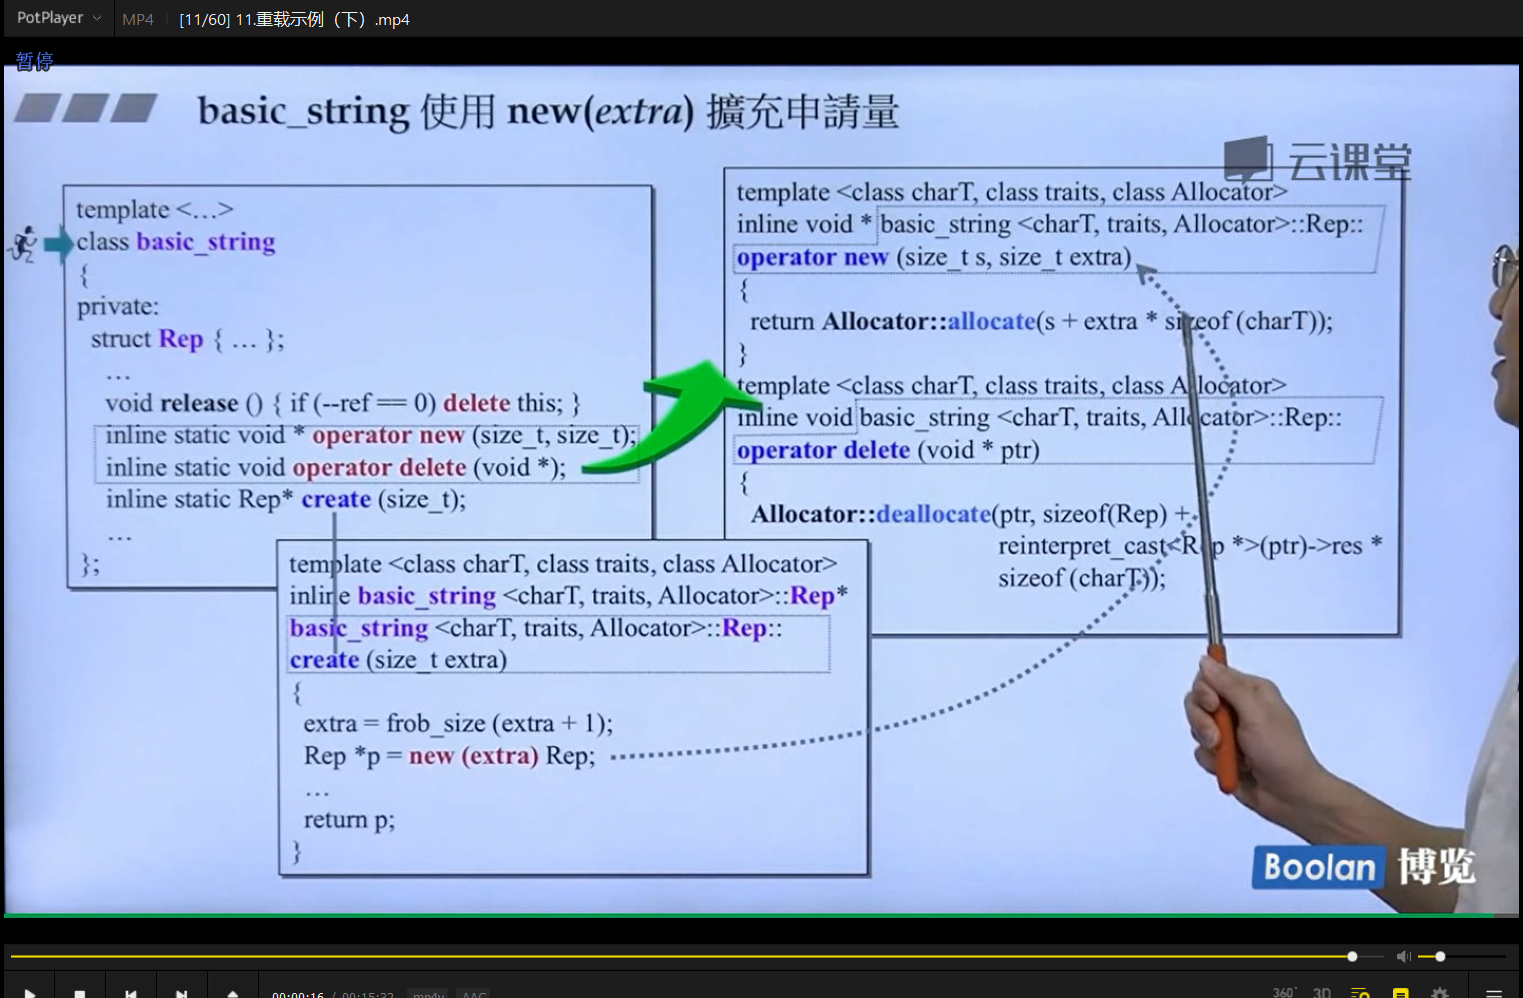 PotPlayer MP4 [11/60] 11.重载示例（下）.mp4
暂停
basic_string 使用 new(extra) 擴充申請量
云课堂
template <…>
class basic_string
{
private:
struct Rep { … };
…
void release () { if (--ref == 0) delete this; }
inline static void * operator new (size_t, size_t);
inline static void operator delete (void *);
inline static Rep* create (size_t);
…
};
template <class charT, class traits, class Allocator>
inline void * basic_string <charT, traits, Allocator>::Rep::
operator new (size_t s, size_t extra)
{
return Allocator::allocate(s + extra * sizeof (charT));
}
template <class charT, class traits, class Allocator>
inline void basic_string <charT, traits, Allocator>::Rep::
operator delete (void * ptr)
{
Allocator::deallocate(ptr, sizeof(Rep) +
reinterpret_cast<Rep *>(ptr)->res *
sizeof (charT));
template <class charT, class traits, class Allocator>
inline basic_string <charT, traits, Allocator>::Rep*
basic_string <charT, traits, Allocator>::Rep::
create (size_t extra)
{
extra = frob_size (extra + 1);
Rep *p = new (extra) Rep;
…
return p;
}
Boolan 博览
00:00:16 / 00:15:32 mp4v AAC
360° 3D